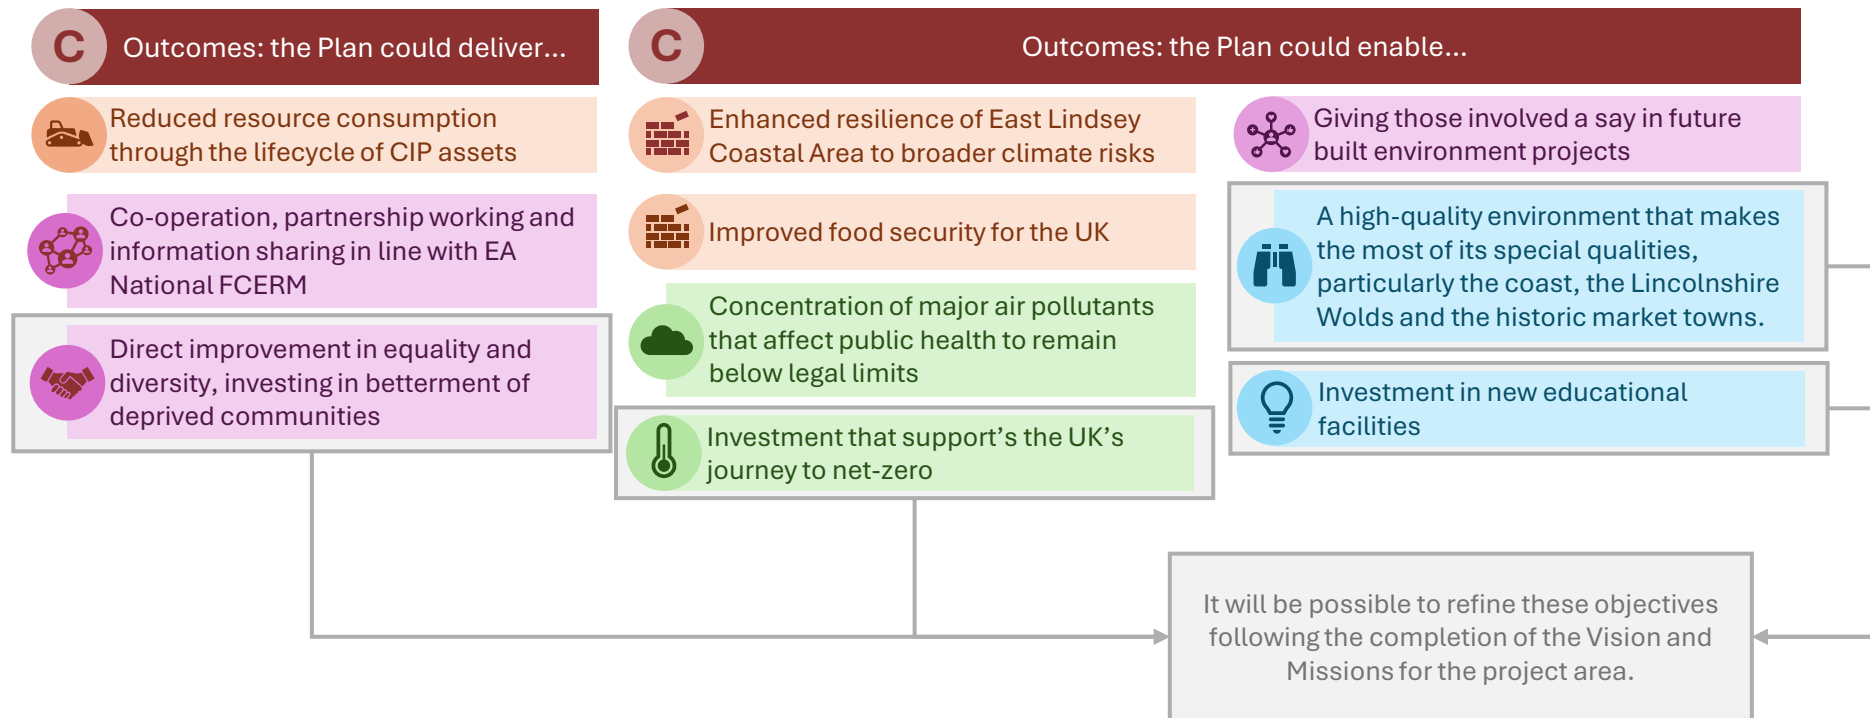 C
Outcomes: the Plan could deliver...
Reduced resource consumption
through the lifecycle of CIP assets
Co-operation, partnership working and
information sharing in line with EA
National FCERM
Direct improvement in equality and
diversity, investing in betterment of
deprived communities
C
Outcomes: the Plan could enable...
Enhanced resilience of East Lindsey
Coastal Area to broader climate risks
Improved food security for the UK
Concentration of major air pollutants
that affect public health to remain
below legal limits
Investment that support’s the UK’s
journey to net-zero
Giving those involved a say in future
built environment projects
A high-quality environment that makes
the most of its special qualities,
particularly the coast, the Lincolnshire
Wolds and the historic market towns.
Investment in new educational
facilities
It will be possible to refine these objectives
following the completion of the Vision and
Missions for the project area.